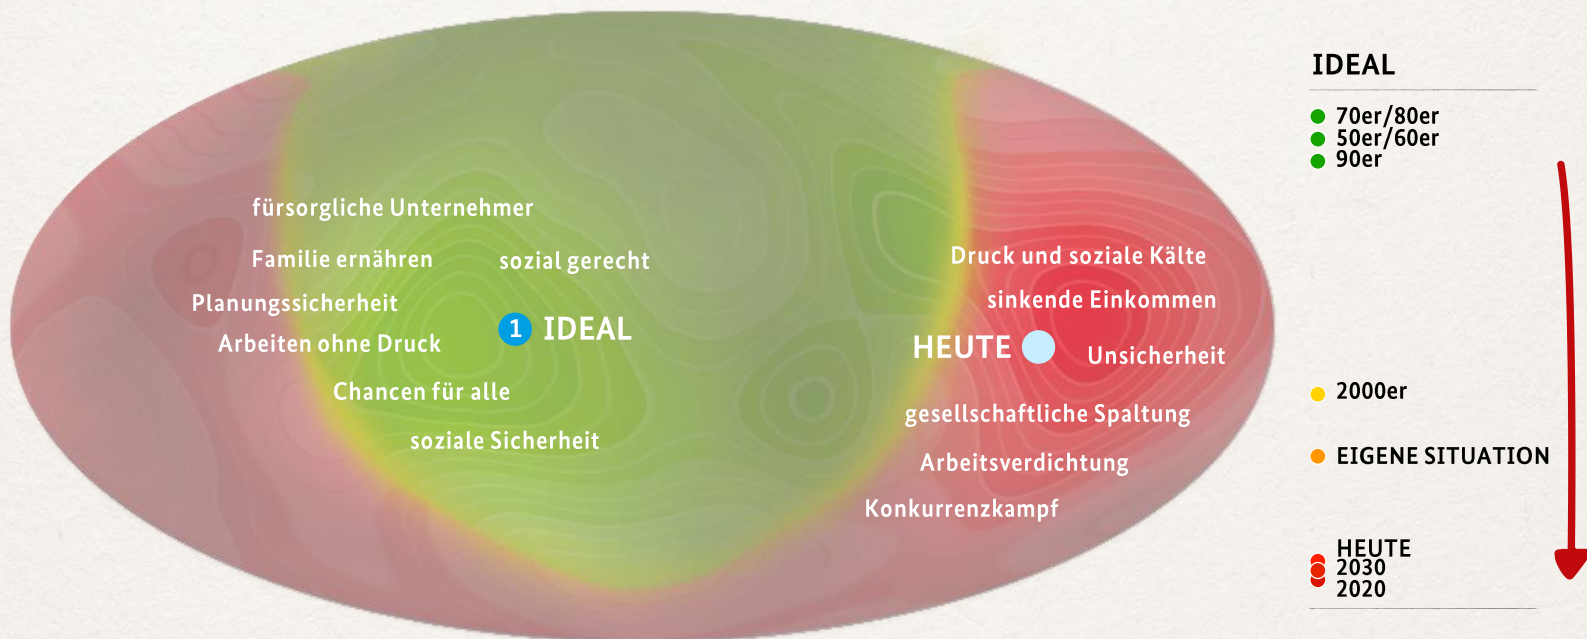 fürsorgliche Unternehmer
Familie ernähren
sozial gerecht
Planungssicherheit
Arbeiten ohne Druck
1 IDEAL
Chancen für alle
soziale Sicherheit
Druck und soziale Kälte
sinkende Einkommen
HEUTE
Unsicherheit
gesellschaftliche Spaltung
Arbeitsverdichtung
Konkurrenzkampf
IDEAL
70er/80er
50er/60er
90er
2000er
EIGENE SITUATION
HEUTE
2030
2020